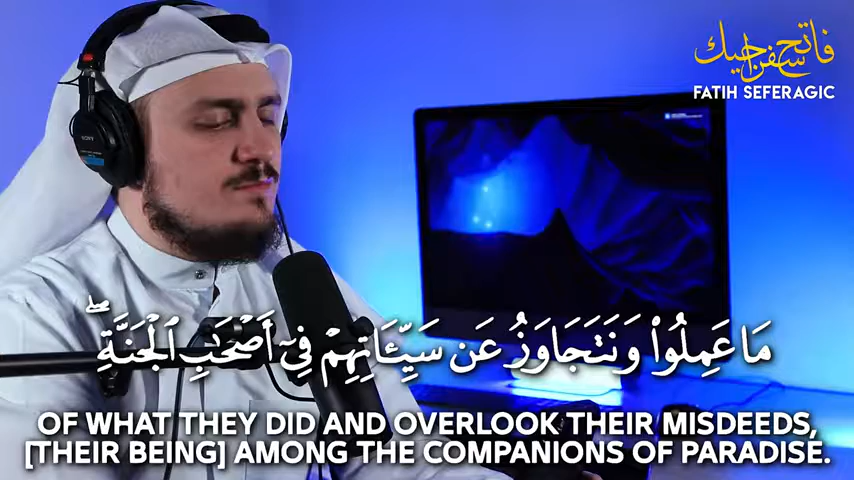 فاتح سفراجيك
FATIH SEFERAGIC
SONY
مَا عَمِلُوا۟ وَنَتَجَاوَزُ عَن سَيِّـَٔاتِهِمْ فِىٓ أَصْحَـٰبِ ٱلْجَنَّةِ ۖ
OF WHAT THEY DID AND OVERLOOK THEIR MISDEEDS,
[THEIR BEING] AMONG THE COMPANIONS OF PARADISE.